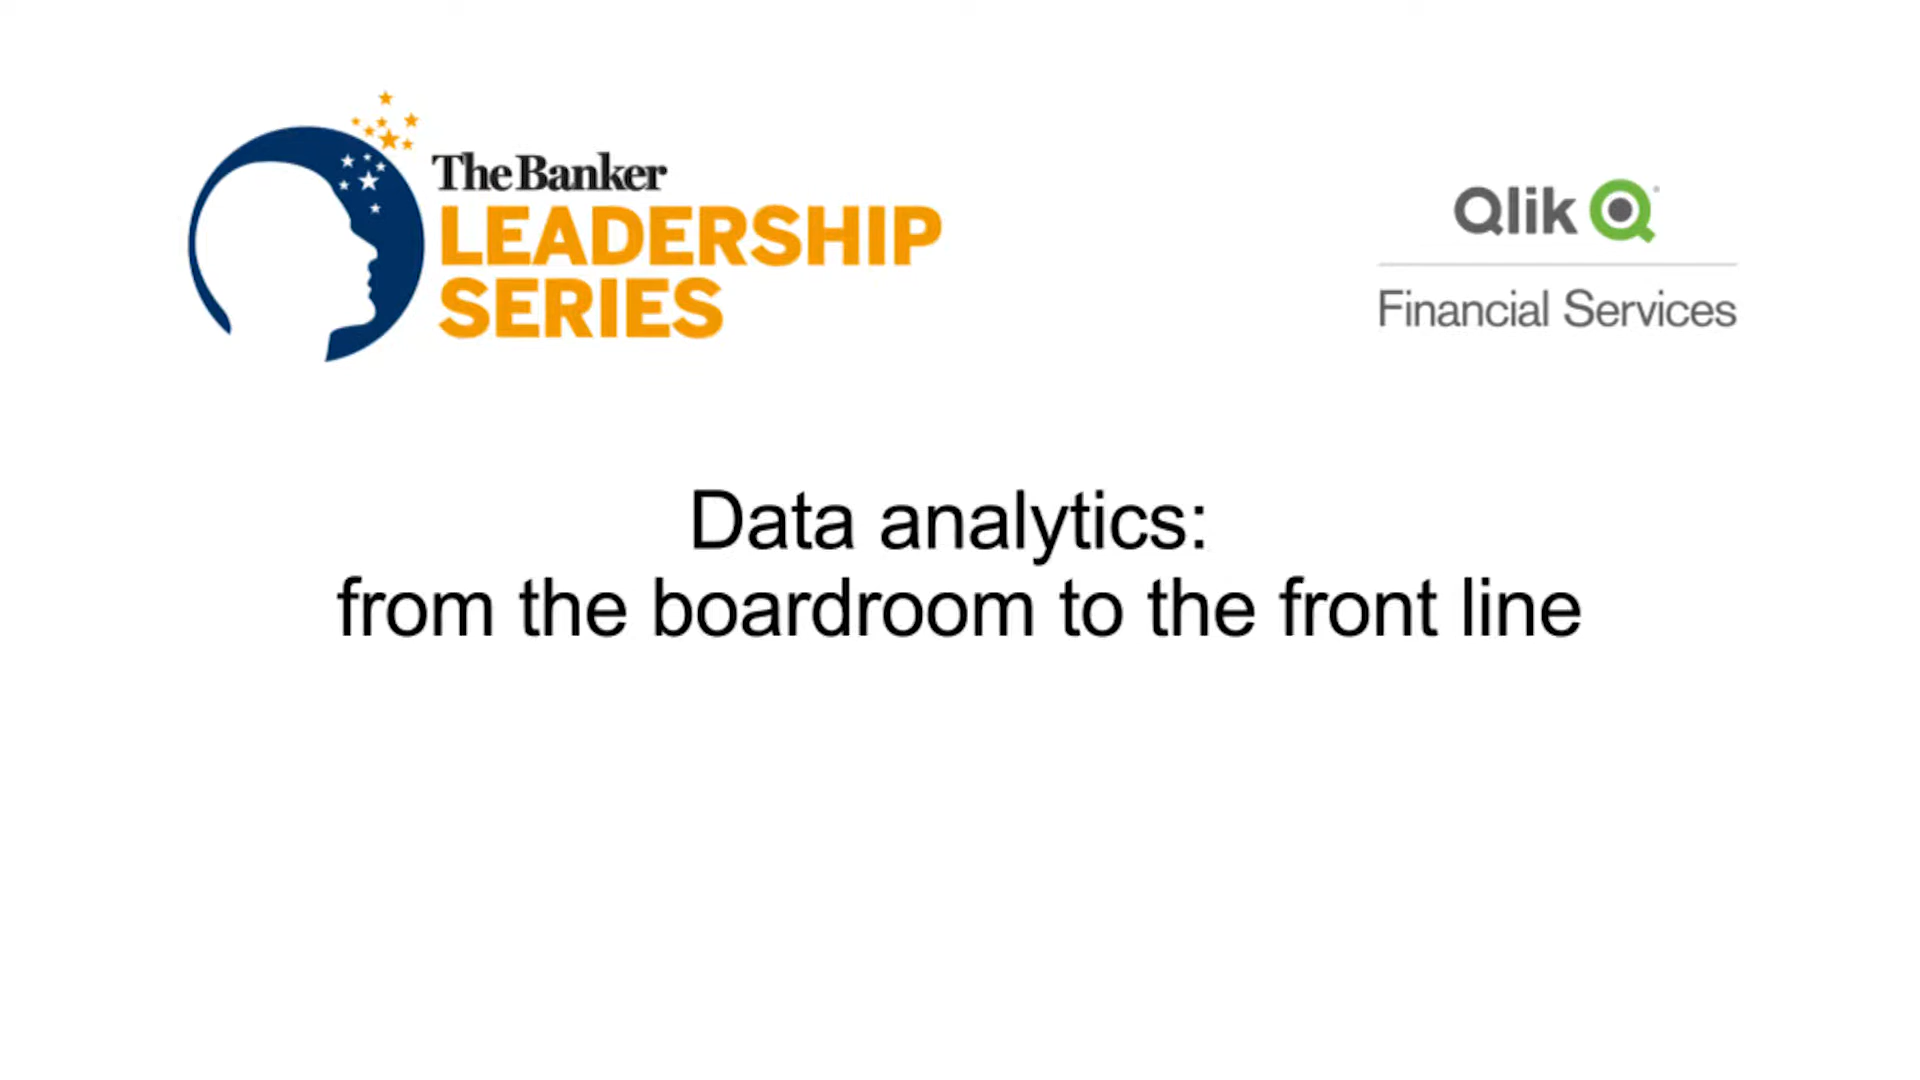 The Banker
LEADERSHIP
SERIES
Qlik
Financial Services
Data analytics:
from the boardroom to the front line